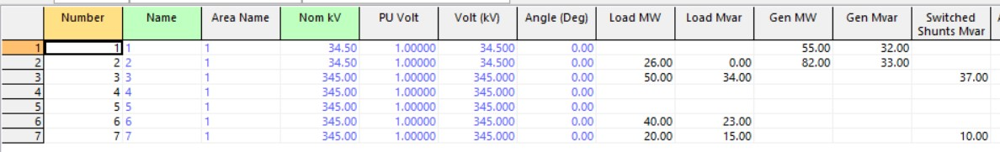 Number Name Area Name Nom kV PU Volt Volt (kV) Angle (Deg) Load MW Load Mvar Gen MW Gen Mvar Switched Shunts Mvar
1 1 1 1 34.50 1.00000 34.500 0.00 55.00 32.00
2 2 2 1 34.50 1.00000 34.500 0.00 26.00 0.00 82.00 33.00
3 3 3 1 345.00 1.00000 345.000 0.00 50.00 34.00 37.00
4 4 4 1 345.00 1.00000 345.000 0.00
5 5 5 1 345.00 1.00000 345.000 0.00
6 6 6 1 345.00 1.00000 345.000 0.00 40.00 23.00
7 7 7 1 345.00 1.00000 345.000 0.00 20.00 15.00 10.00